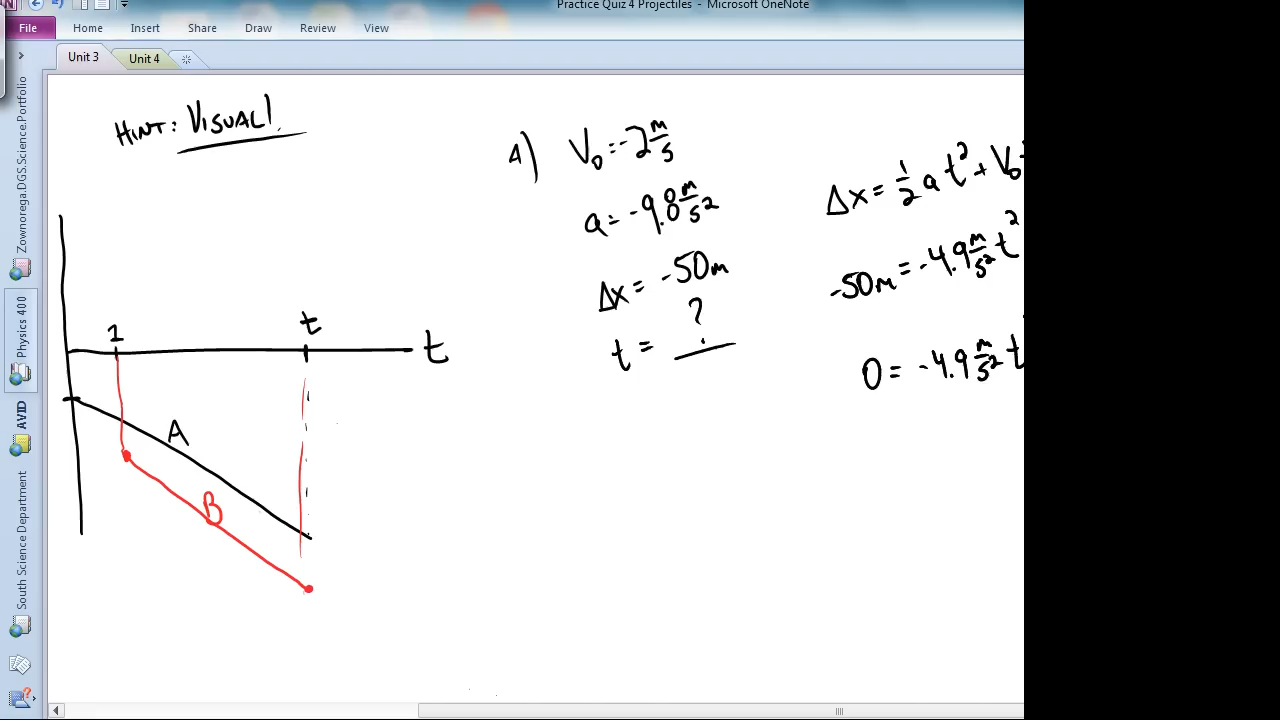 Practice Quiz 4 Projectiles - Microsoft OneNote
File Home Insert Share Draw Review View
Unit 3 Unit 4
Zownorega.DGS.Science.Portfolio
Physics 400
AVID
South Science Department
HINT: VISUAL!
1 t
t
A
B
A) V₀ = -2 m/s
a = -9.8 m/s²
Δx = -50m
t = ?
Δx = 1/2 a t² + V₀
-50m = -4.9 m/s² t²
0 = -4.9 m/s² t